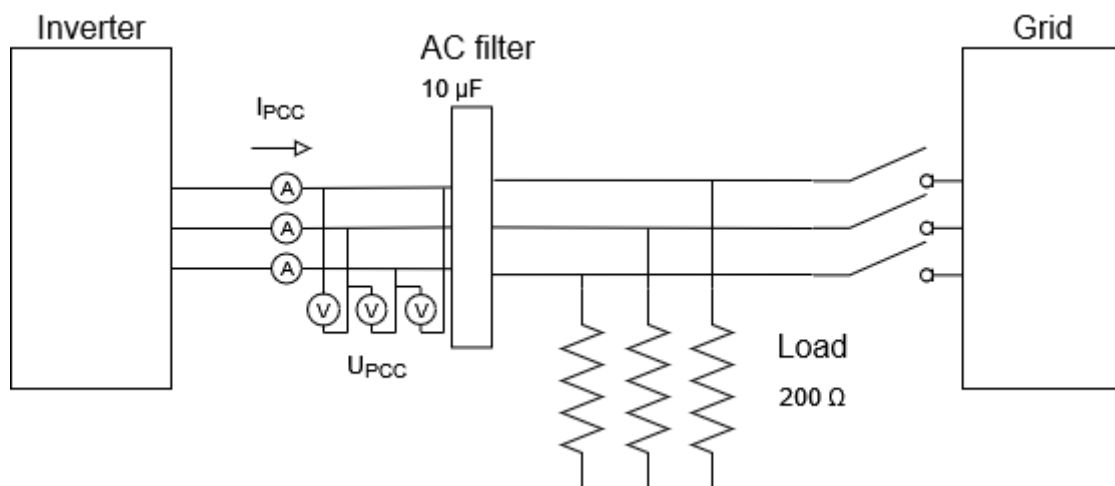 Inverter
Grid
AC filter
10 µF
IPCC
A
A
A
V
V
V
UPCC
Load
200 Ω